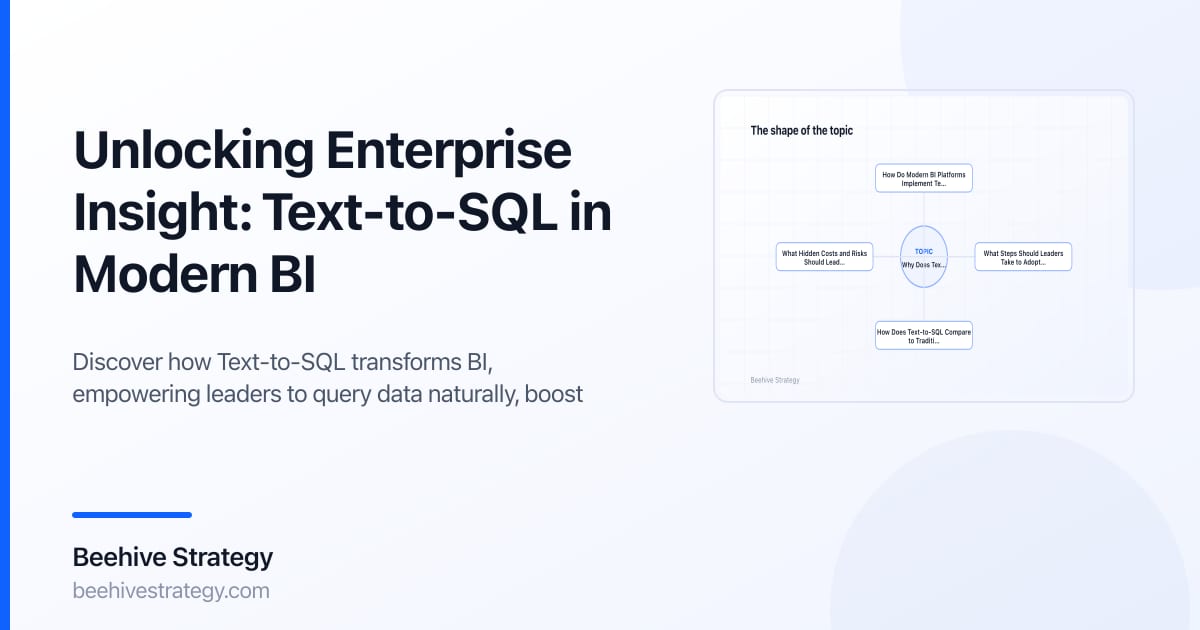 Unlocking Enterprise
Insight: Text-to-SQL in
Modern BI
Discover how Text-to-SQL transforms BI,
empowering leaders to query data naturally, boost
Beehive Strategy
beehivestrategy.com
The shape of the topic
How Do Modern BI Platforms
Implement Te...
What Hidden Costs and Risks
Should Lead...
TOPIC
Why Does Tex...
What Steps Should Leaders
Take to Adopt...
How Does Text-to-SQL Compare
to Traditi...
Beehive Strategy